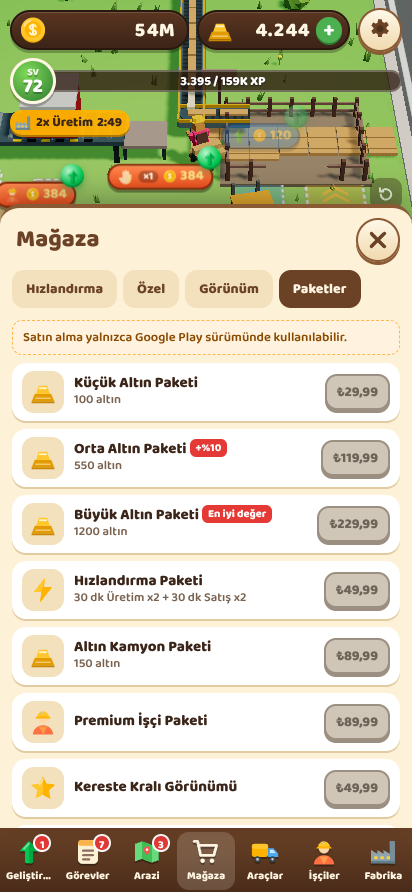 54M
4.244
SV
72
3.395 / 159K XP
2x Üretim 2:49
120
x1 384
384
Mağaza
Hızlandırma
Özel
Görünüm
Paketler
Satın alma yalnızca Google Play sürümünde kullanılabilir.
Küçük Altın Paketi
100 altın
₺29,99
Orta Altın Paketi +%10
550 altın
₺119,99
Büyük Altın Paketi En iyi değer
1200 altın
₺229,99
Hızlandırma Paketi
30 dk Üretim x2 + 30 dk Satış x2
₺49,99
Altın Kamyon Paketi
150 altın
₺89,99
Premium İşçi Paketi
₺89,99
Kereste Kralı Görünümü
₺49,99
1
7
3
Geliştir...
Görevler
Arazi
Mağaza
Araçlar
İşçiler
Fabrika